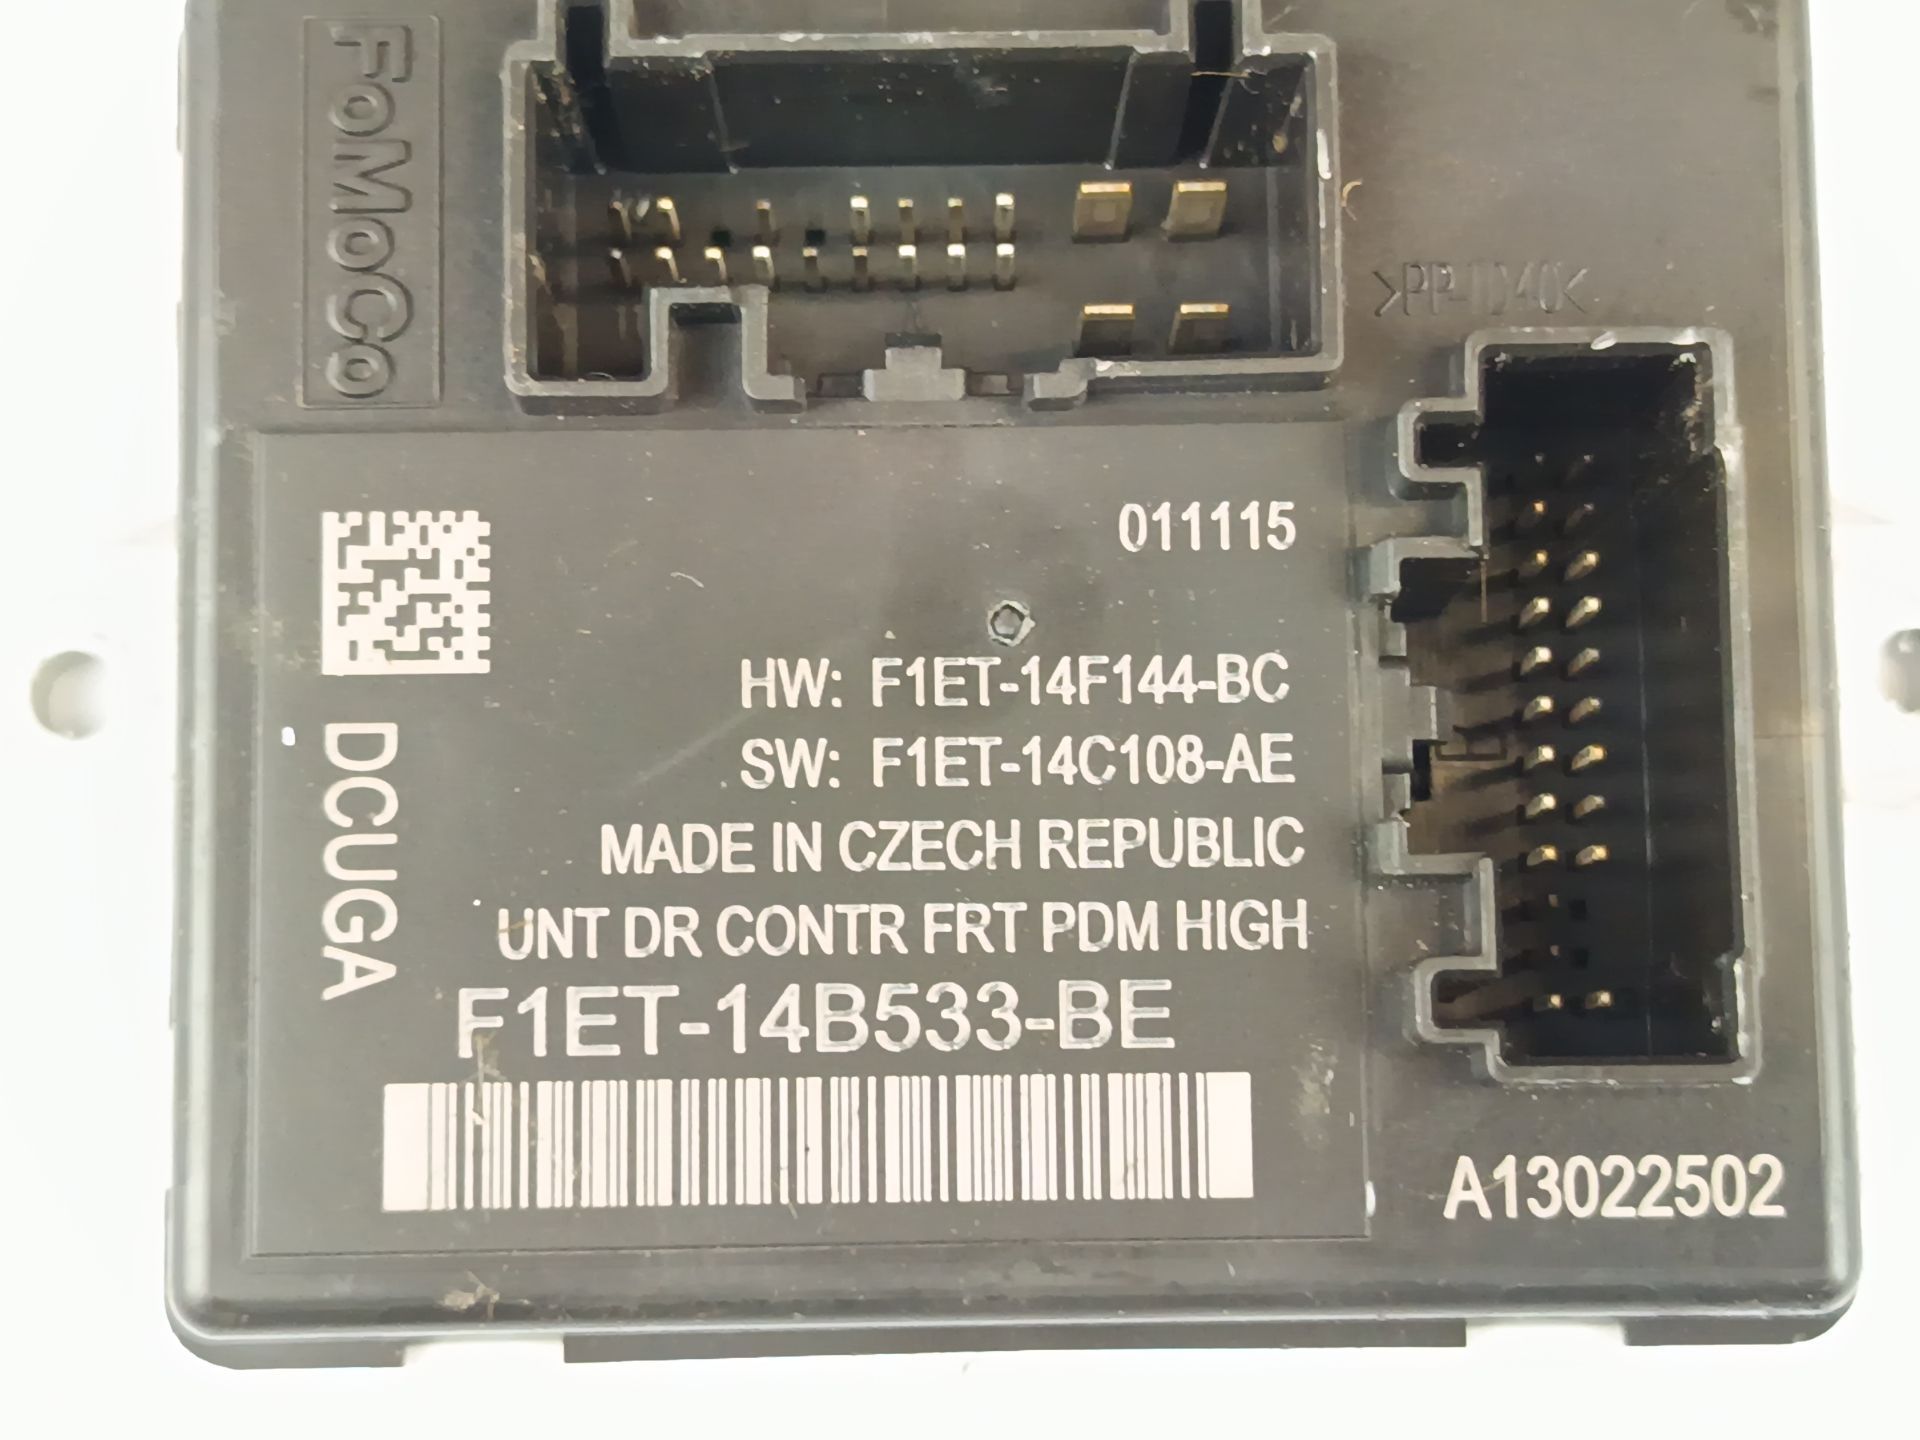 FoMoCo
>PP-TD40<
011115
HW: F1ET-14F144-BC
SW: F1ET-14C108-AE
MADE IN CZECH REPUBLIC
UNT DR CONTR FRT PDM HIGH
F1ET-14B533-BE
DCUGA
A13022502